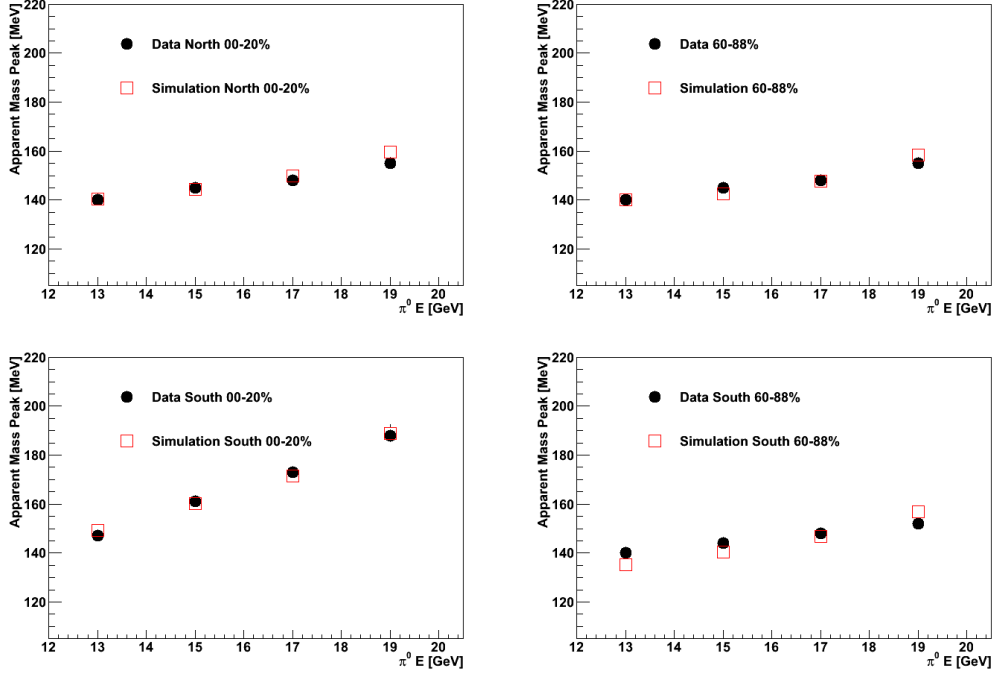 Apparent Mass Peak [MeV]
220
200
180
160
140
120
Data North 00-20%
Simulation North 00-20%
12 13 14 15 16 17 18 19 20
π⁰ E [GeV]
Apparent Mass Peak [MeV]
220
200
180
160
140
120
Data 60-88%
Simulation 60-88%
12 13 14 15 16 17 18 19 20
π⁰ E [GeV]
Apparent Mass Peak [MeV]
220
200
180
160
140
120
Data South 00-20%
Simulation South 00-20%
12 13 14 15 16 17 18 19 20
π⁰ E [GeV]
Apparent Mass Peak [MeV]
220
200
180
160
140
120
Data South 60-88%
Simulation South 60-88%
12 13 14 15 16 17 18 19 20
π⁰ E [GeV]